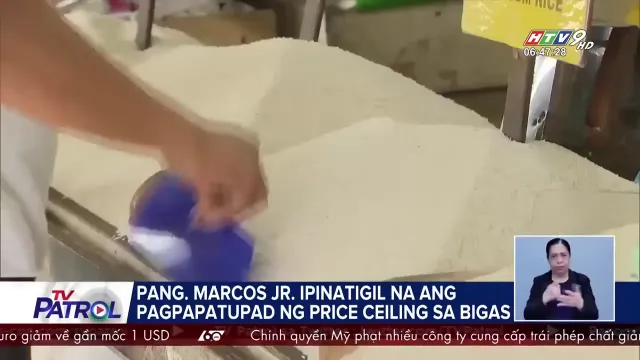 PRICE
HTV9 HD
06:47:28
TV PATROL
PANG. MARCOS JR. IPINATIGIL NA ANG
PAGPAPATUPAD NG PRICE CEILING SA BIGAS
uro giảm về gần mốc 1 USD 60 Chính quyền Mỹ phạt nhiều công ty cung cấp trái phép chất giả